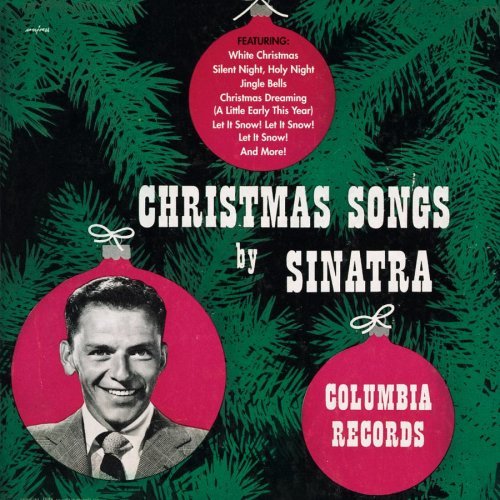 FEATURING:
White Christmas
Silent Night, Holy Night
Jingle Bells
Christmas Dreaming
(A Little Early This Year)
Let It Snow! Let It Snow!
Let It Snow!
And More!
CHRISTMAS SONGS
by SINATRA
COLUMBIA
RECORDS